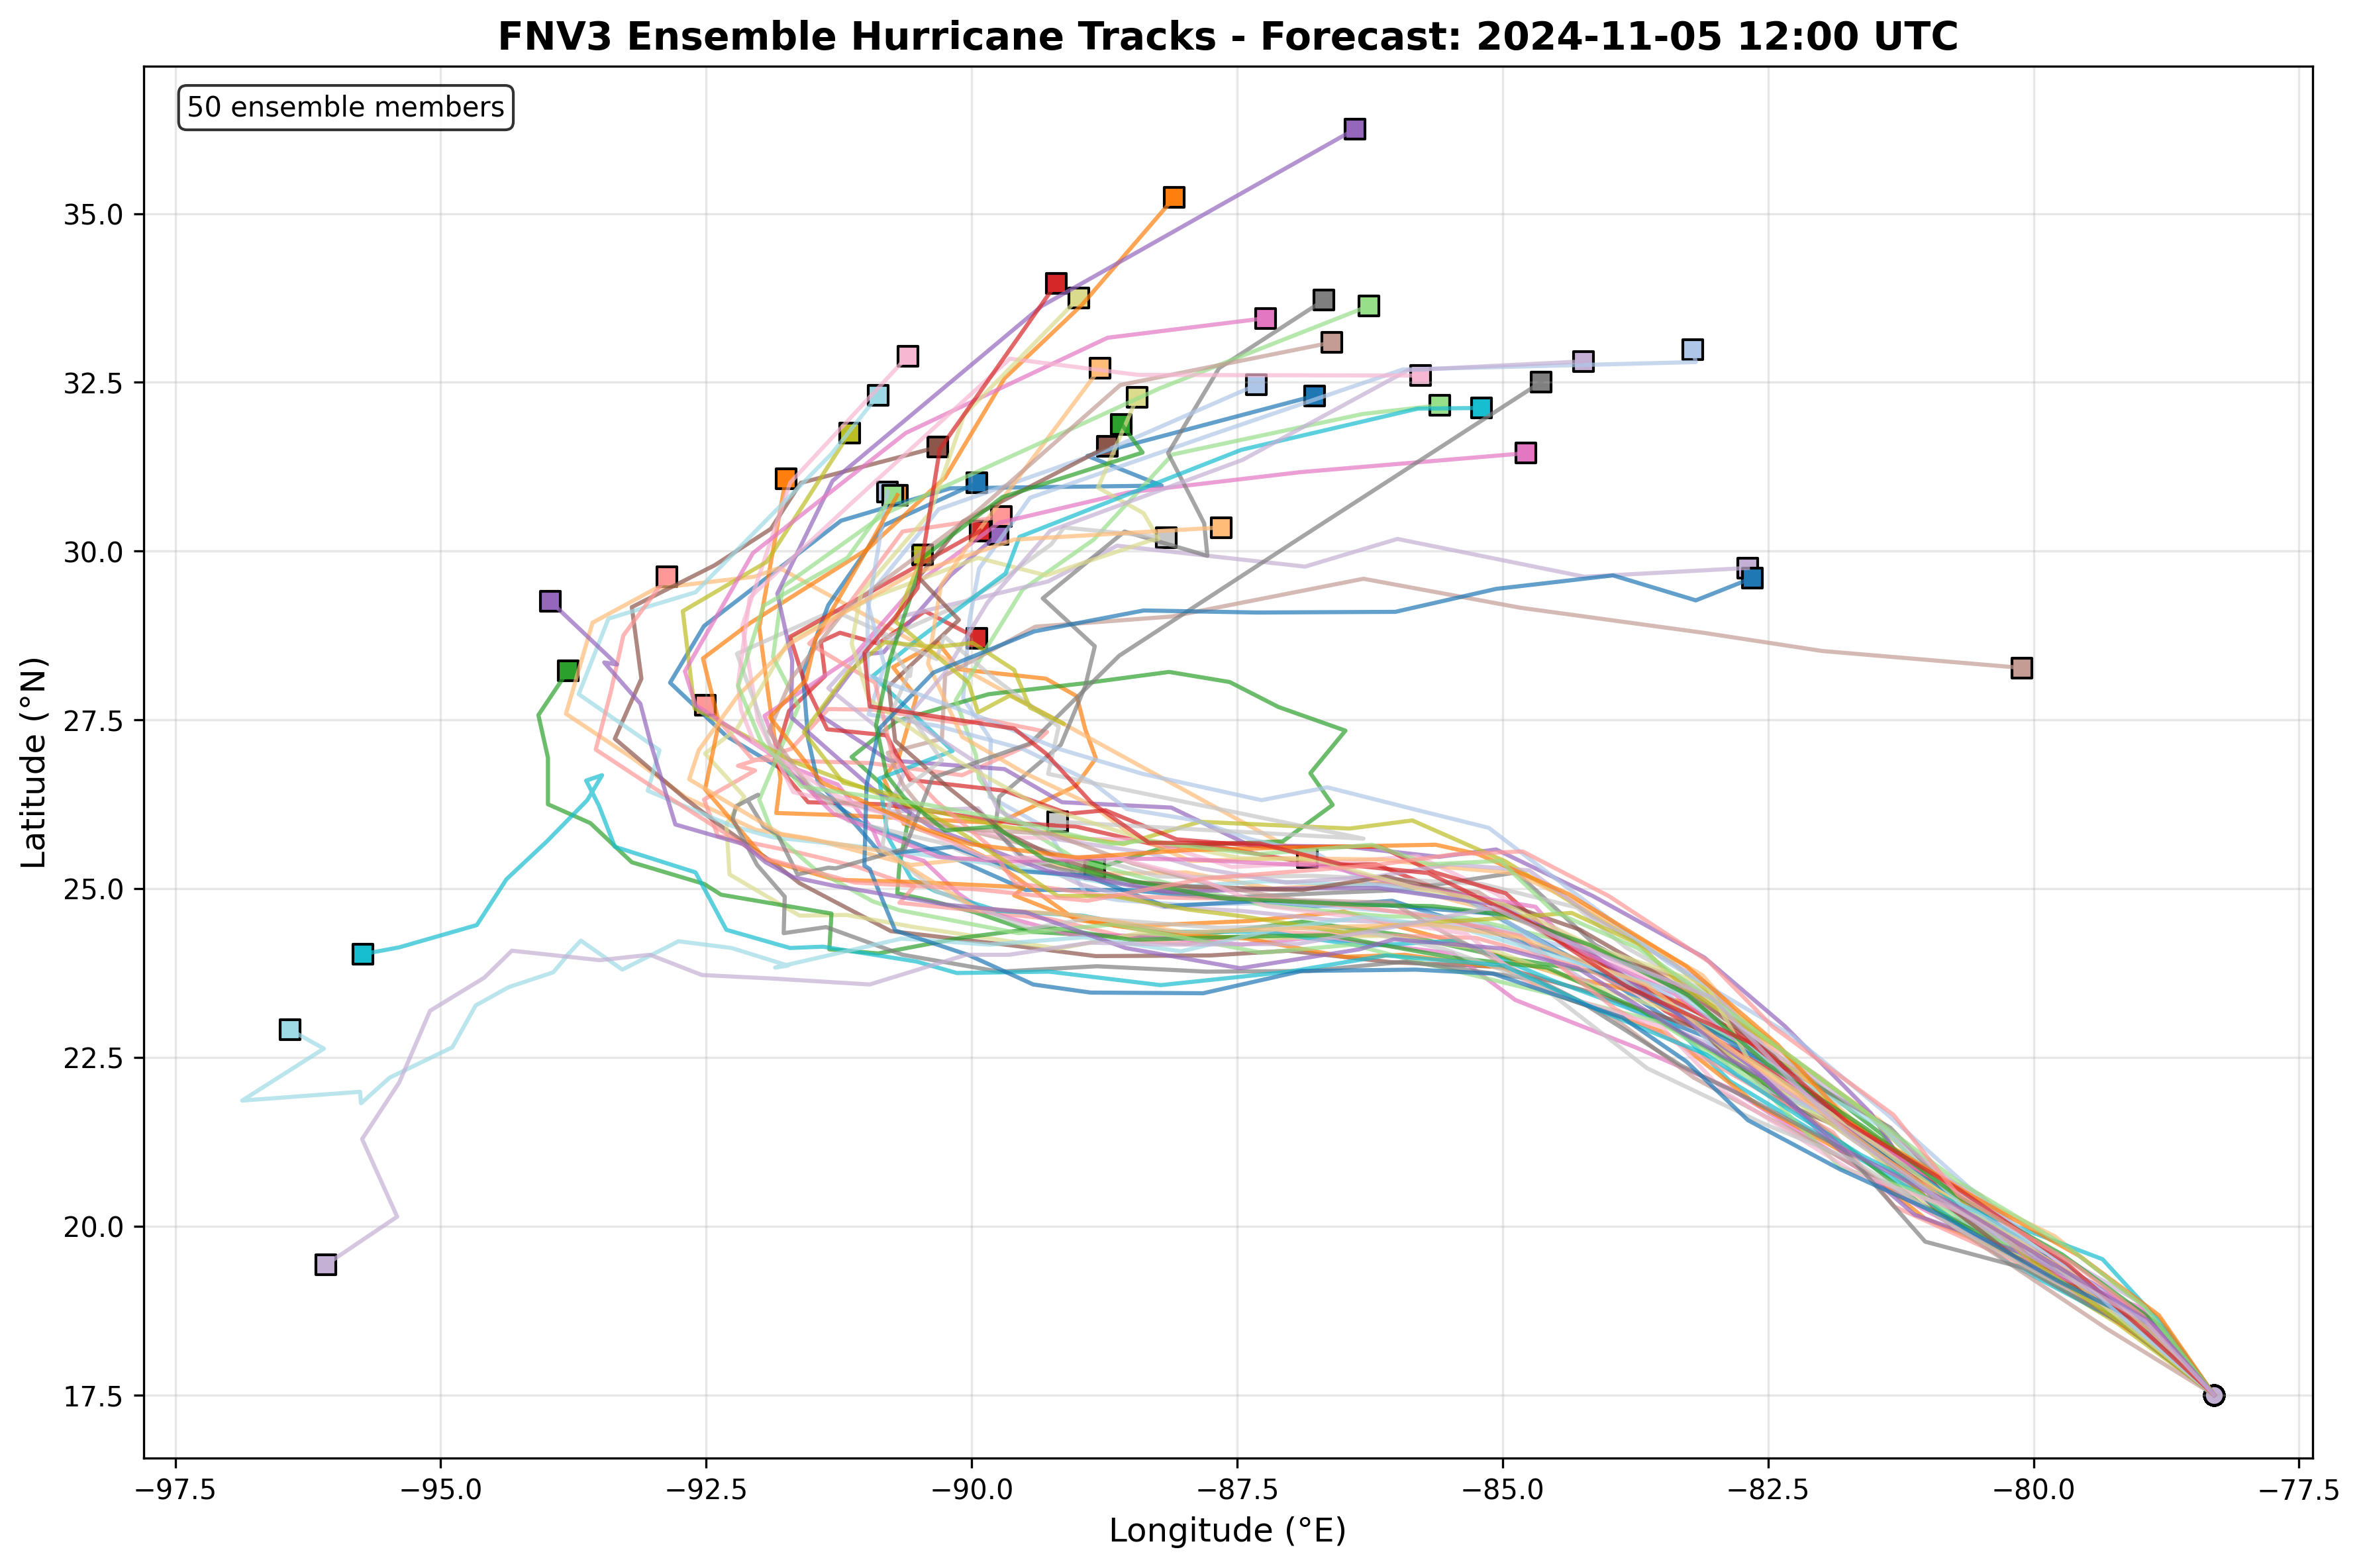 FNV3 Ensemble Hurricane Tracks - Forecast: 2024-11-05 12:00 UTC
50 ensemble members
Latitude (°N)
35.0
32.5
30.0
27.5
25.0
22.5
20.0
17.5
−97.5 −95.0 −92.5 −90.0 −87.5 −85.0 −82.5 −80.0 −77.5
Longitude (°E)